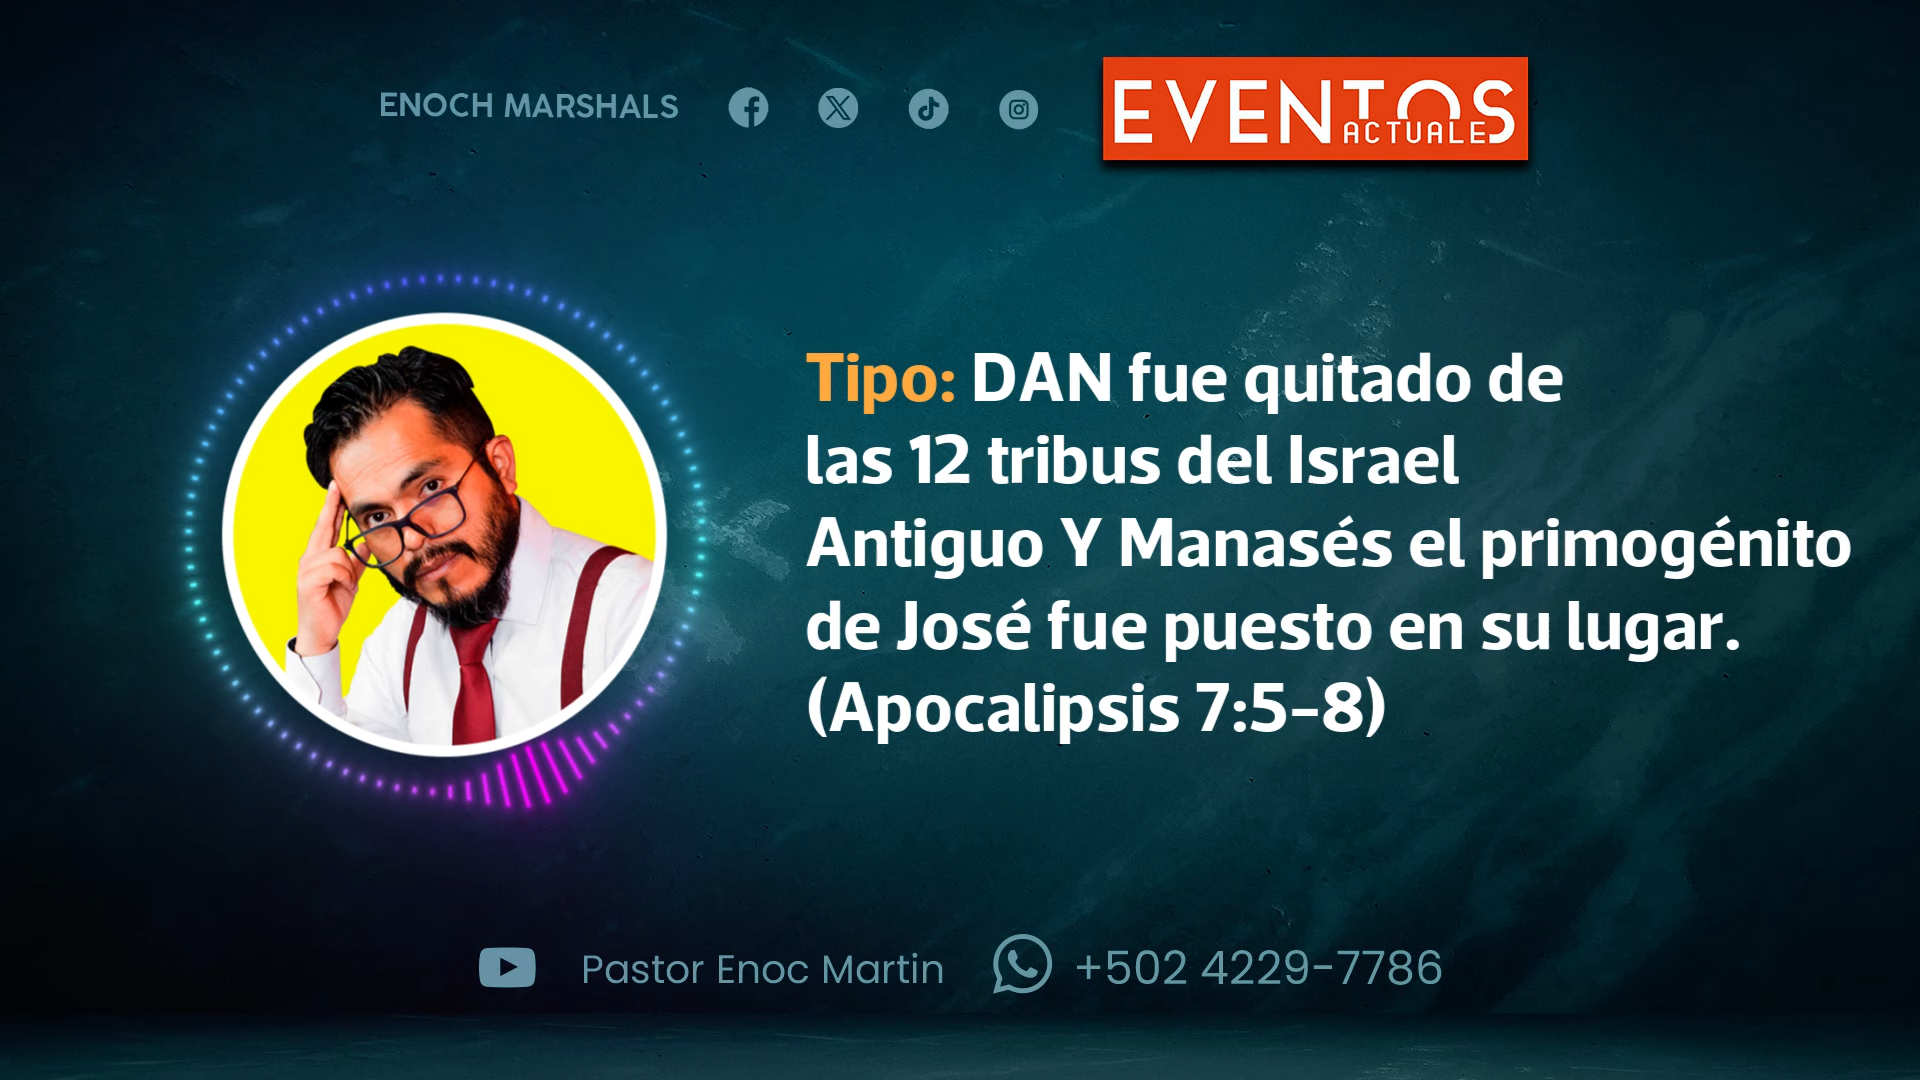 ENOCH MARSHALS
EVENTOS
ACTUALES
Tipo: DAN fue quitado de
las 12 tribus del Israel
Antiguo Y Manasés el primogénito
de José fue puesto en su lugar.
(Apocalipsis 7:5-8)
Pastor Enoc Martin
+502 4229-7786